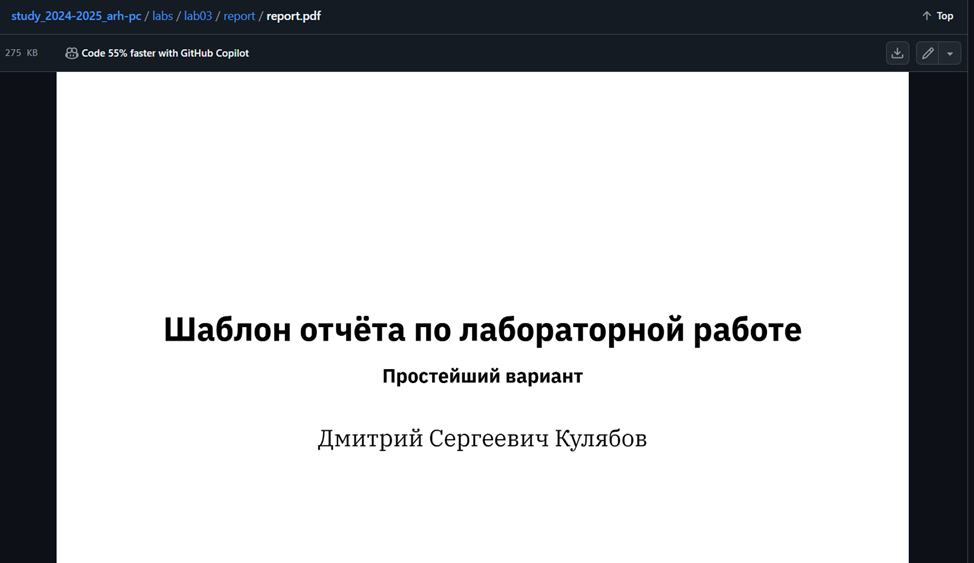 study_2024-2025_arh-pc / labs / lab03 / report / report.pdf
Top
275 KB
Code 55% faster with GitHub Copilot
Шаблон отчёта по лабораторной работе
Простейший вариант
Дмитрий Сергеевич Кулябов